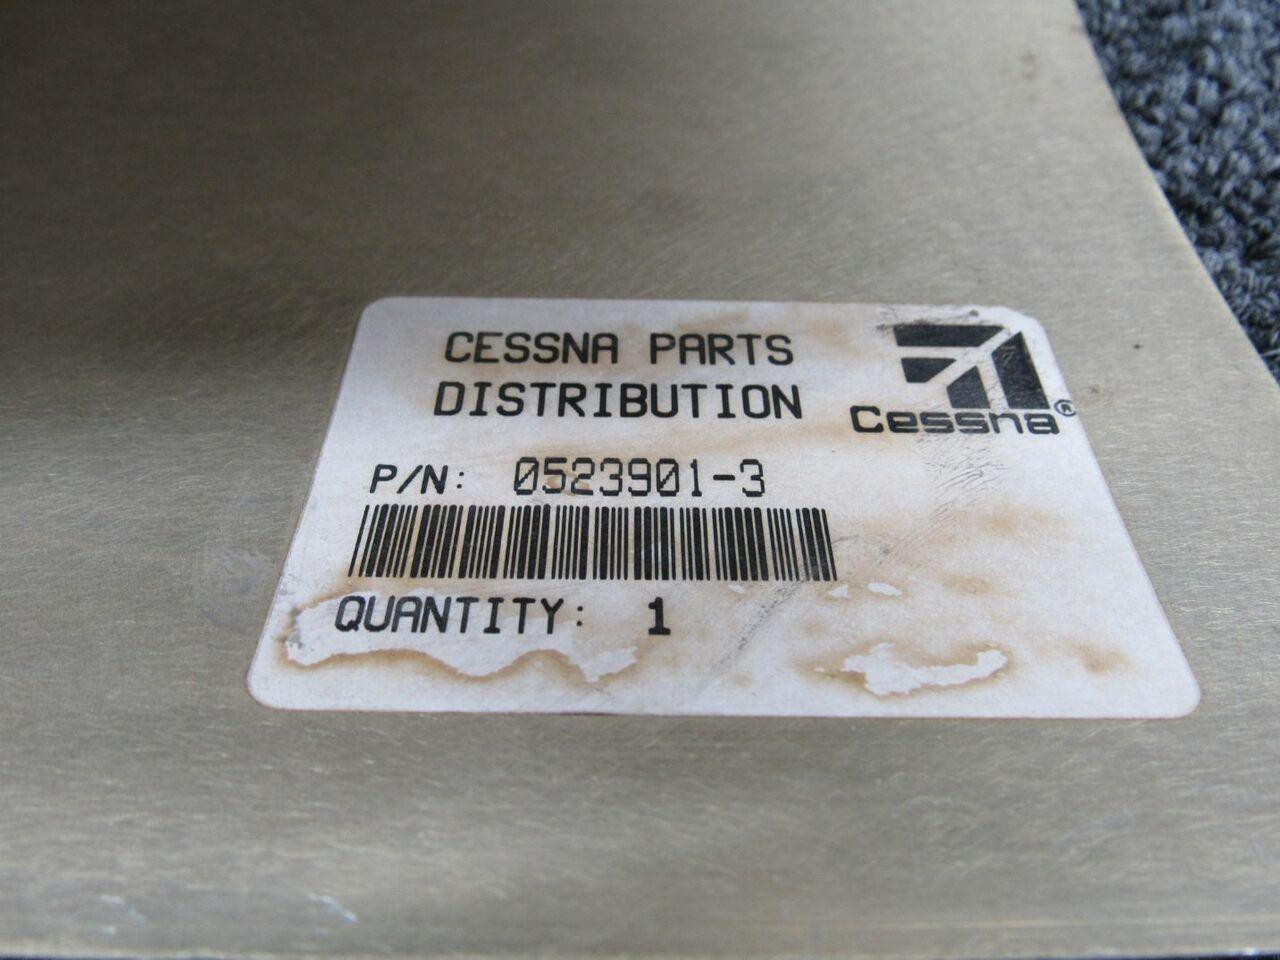 CESSNA PARTS
DISTRIBUTION
Cessna®
P/N: 0523901-3
QUANTITY: 1